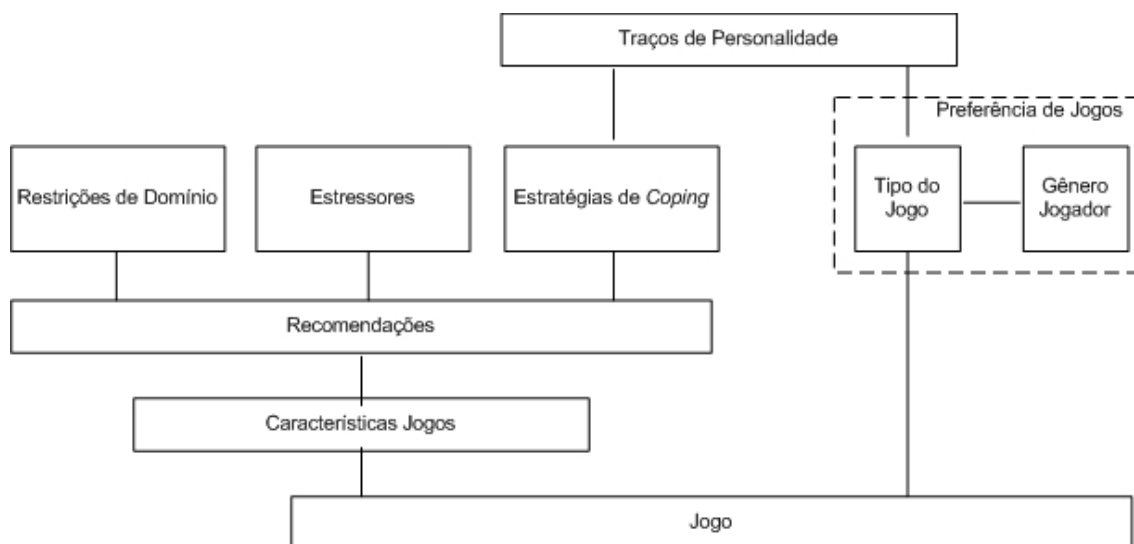 Traços de Personalidade
Preferência de Jogos
Restrições de Domínio
Estressores
Estratégias de Coping
Tipo do
Jogo
Gênero
Jogador
Recomendações
Característísticas Jogos
Jogo